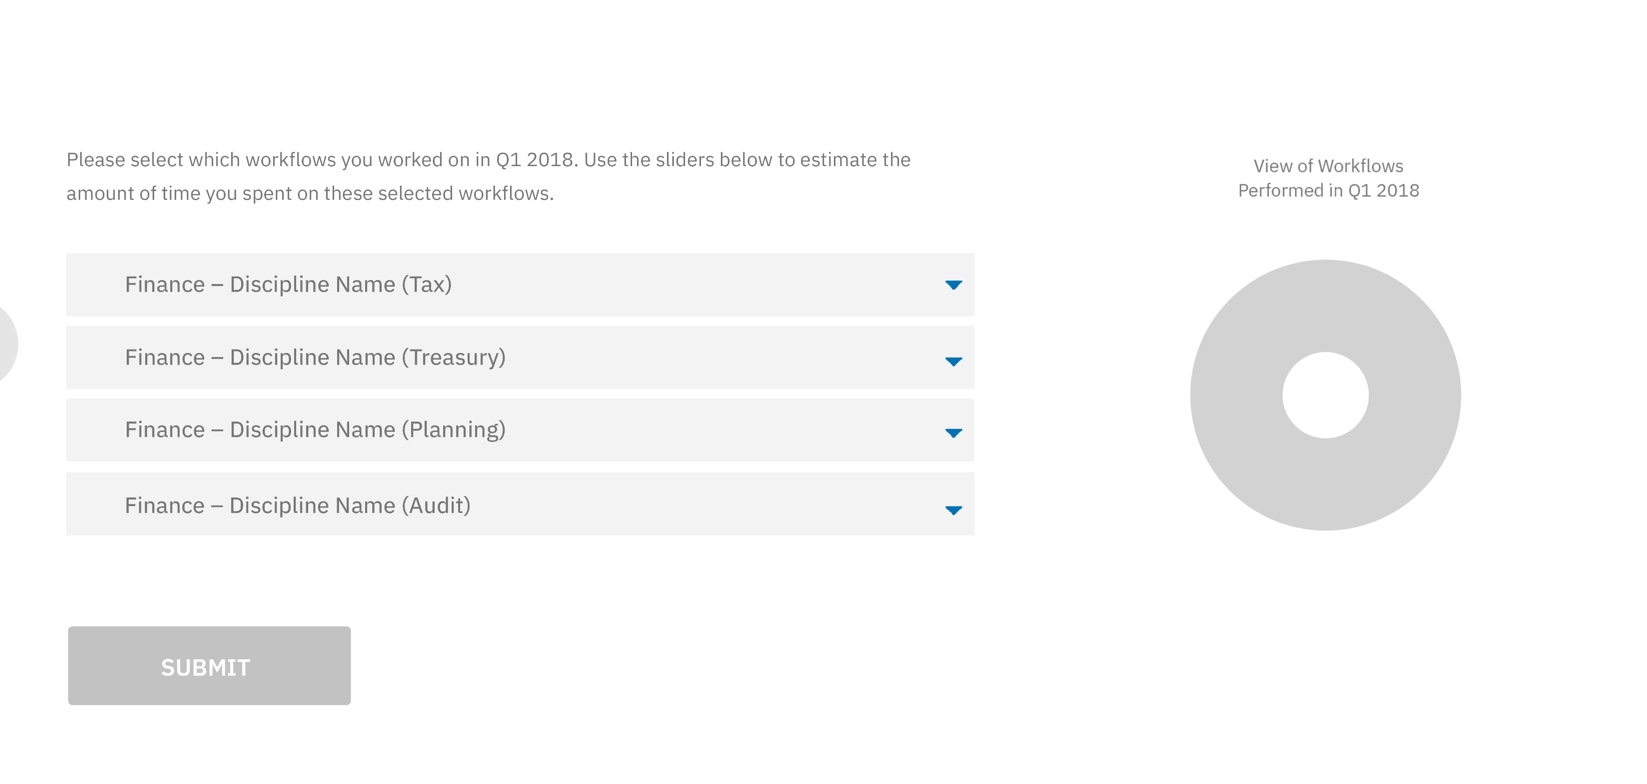 Please select which workflows you worked on in Q1 2018. Use the sliders below to estimate the
amount of time you spent on these selected workflows.
View of Workflows
Performed in Q1 2018
Finance – Discipline Name (Tax)
Finance – Discipline Name (Treasury)
Finance – Discipline Name (Planning)
Finance – Discipline Name (Audit)
SUBMIT